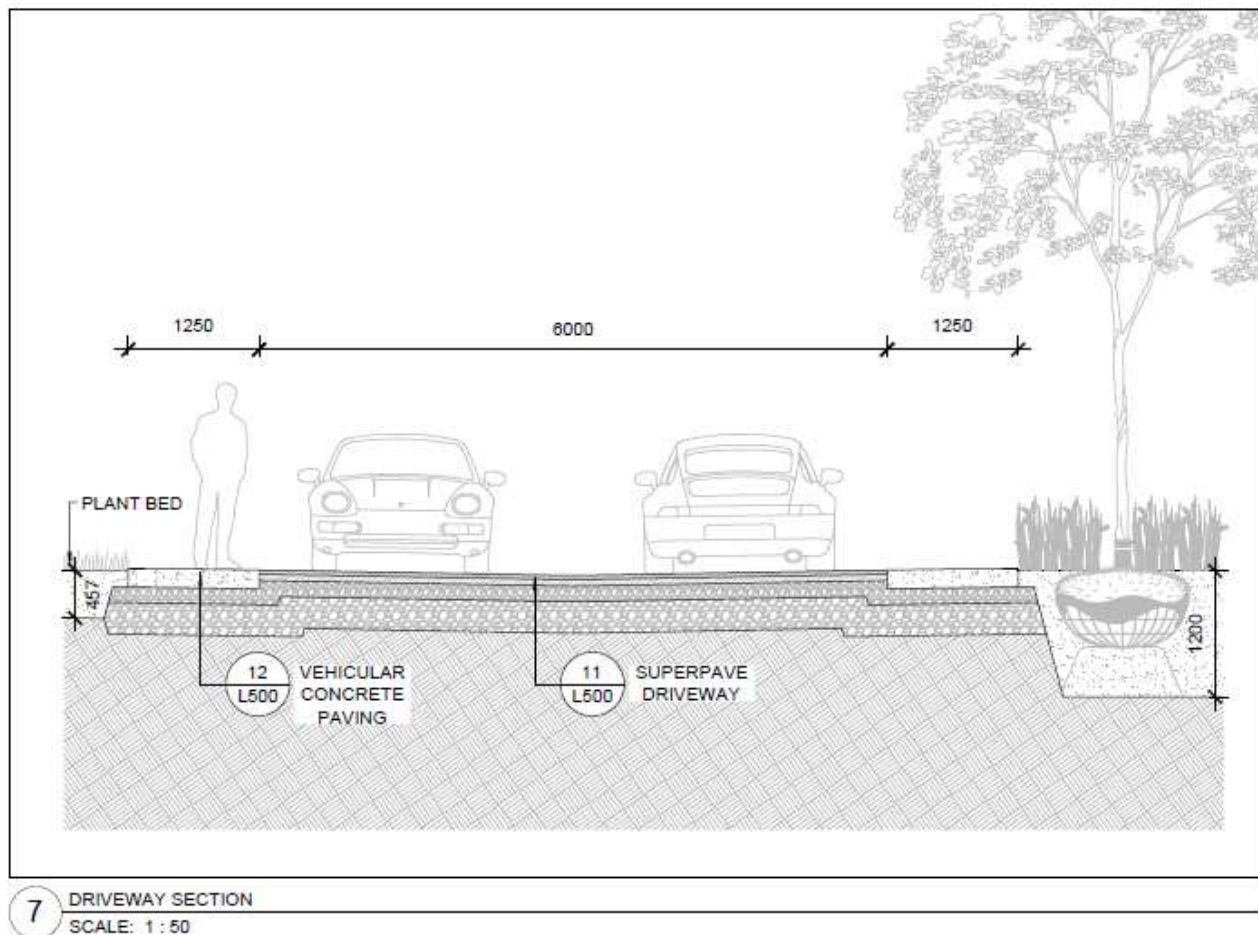 1250
6000
1250
PLANT BED
457
1200
12
L500
VEHICULAR
CONCRETE
PAVING
11
L500
SUPERPAVE
DRIVEWAY
7
DRIVEWAY SECTION
SCALE: 1 : 50